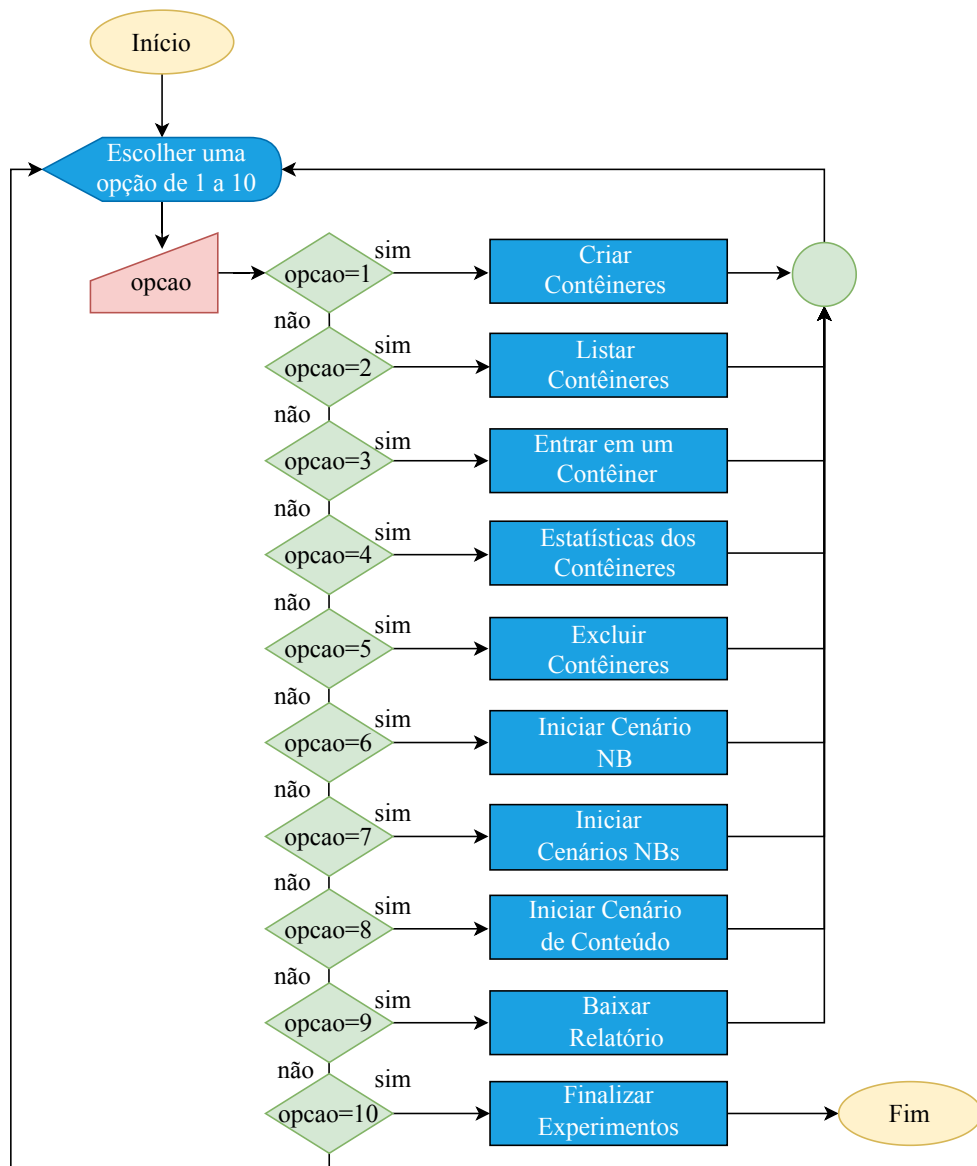 Início
Escolher uma
opção de 1 a 10
opcao
opcao=1
sim
Criar
Contêineres
não
opcao=2
sim
Listar
Contêineres
não
opcao=3
sim
Entrar em um
Contêiner
não
opcao=4
sim
Estatísticas dos
Contêineres
não
opcao=5
sim
Excluir
Contêineres
não
opcao=6
sim
Iniciar Cenário
NB
não
opcao=7
sim
Iniciar
Cenários NBs
não
opcao=8
sim
Iniciar Cenário
de Conteúdo
não
opcao=9
sim
Baixar
Relatório
não
opcao=10
sim
Finalizar
Experimentos
Fim